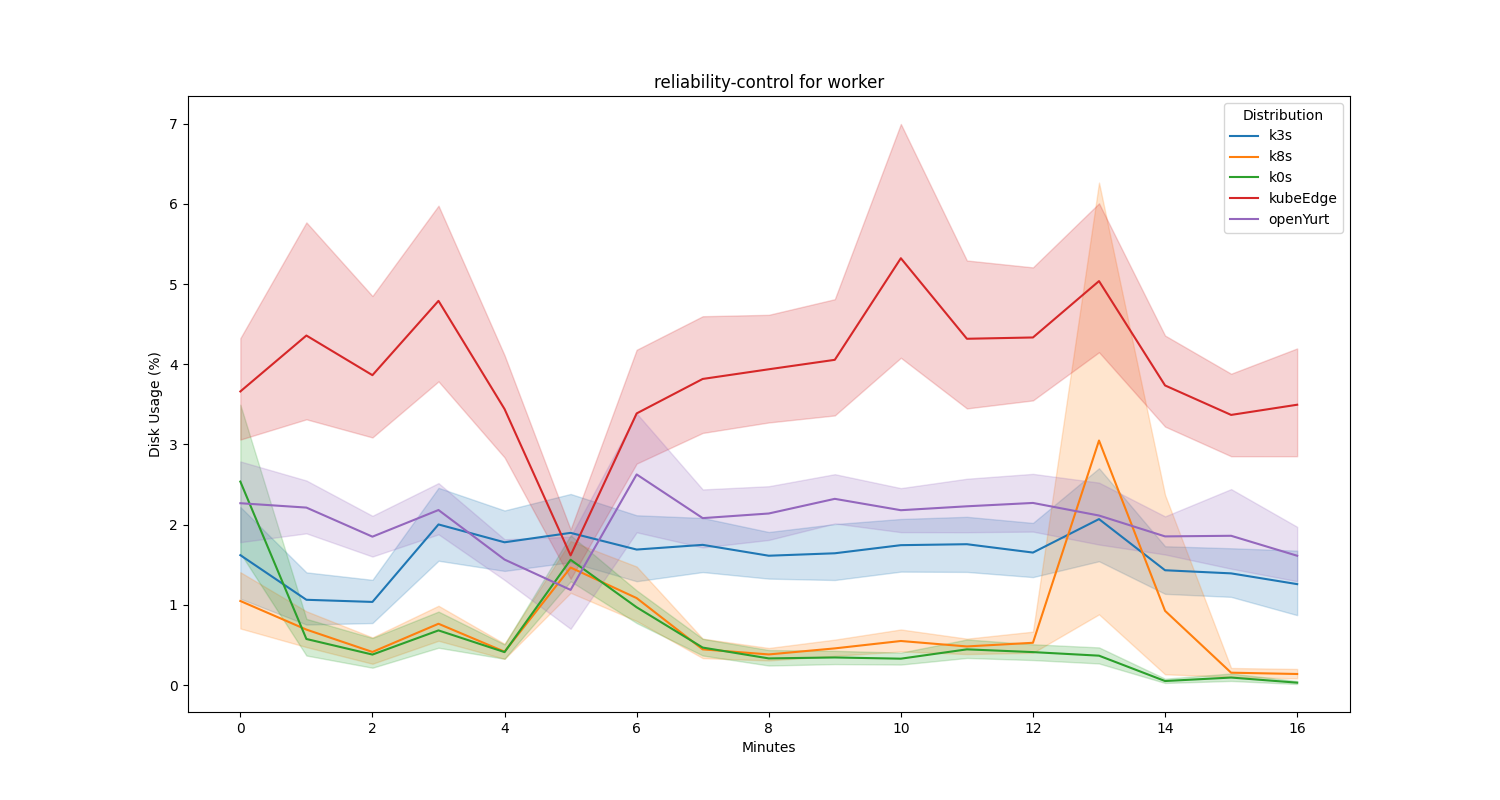 reliability-control for worker
Distribution
k3s
k8s
k0s
kubeEdge
openYurt
Disk Usage (%)
7
6
5
4
3
2
1
0
0 2 4 6 8 10 12 14 16
Minutes